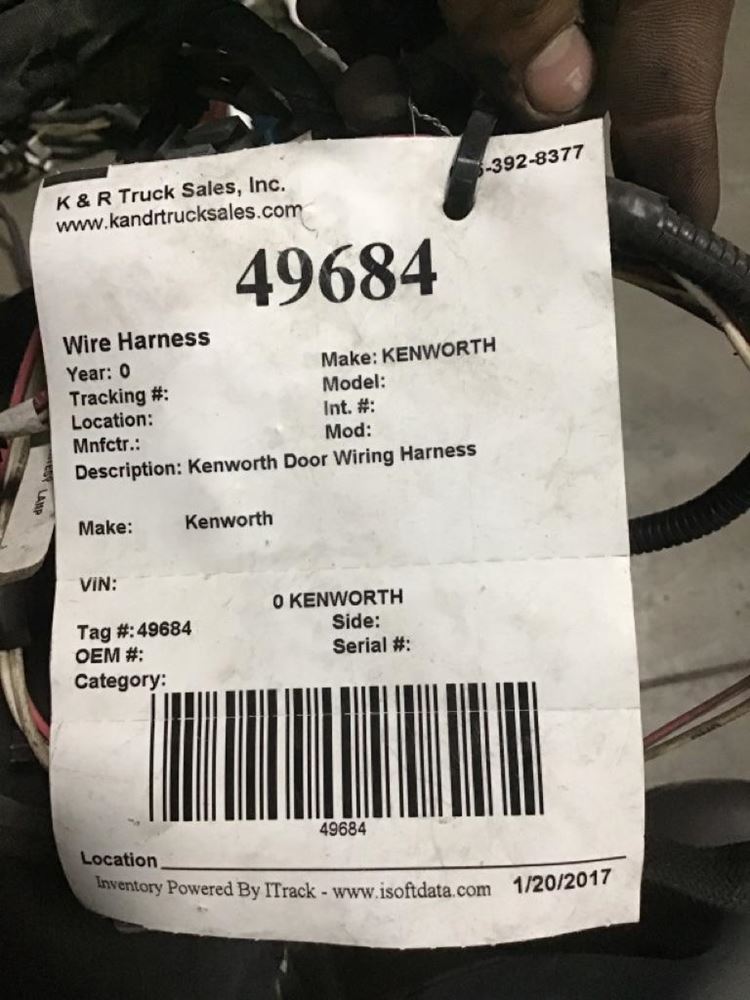 K & R Truck Sales, Inc.
-392-8377
www.kandrtrucksales.com
49684
Wire Harness
Year: 0
Make: KENWORTH
Tracking #:
Model:
Location:
Int. #:
Mnfctr.:
Mod:
Description: Kenworth Door Wiring Harness
Make: Kenworth
VIN:
0 KENWORTH
Tag #: 49684
Side:
OEM #:
Serial #:
Category:
49684
Location
Inventory Powered By ITrack - www.isoftdata.com 1/20/2017
LAMP